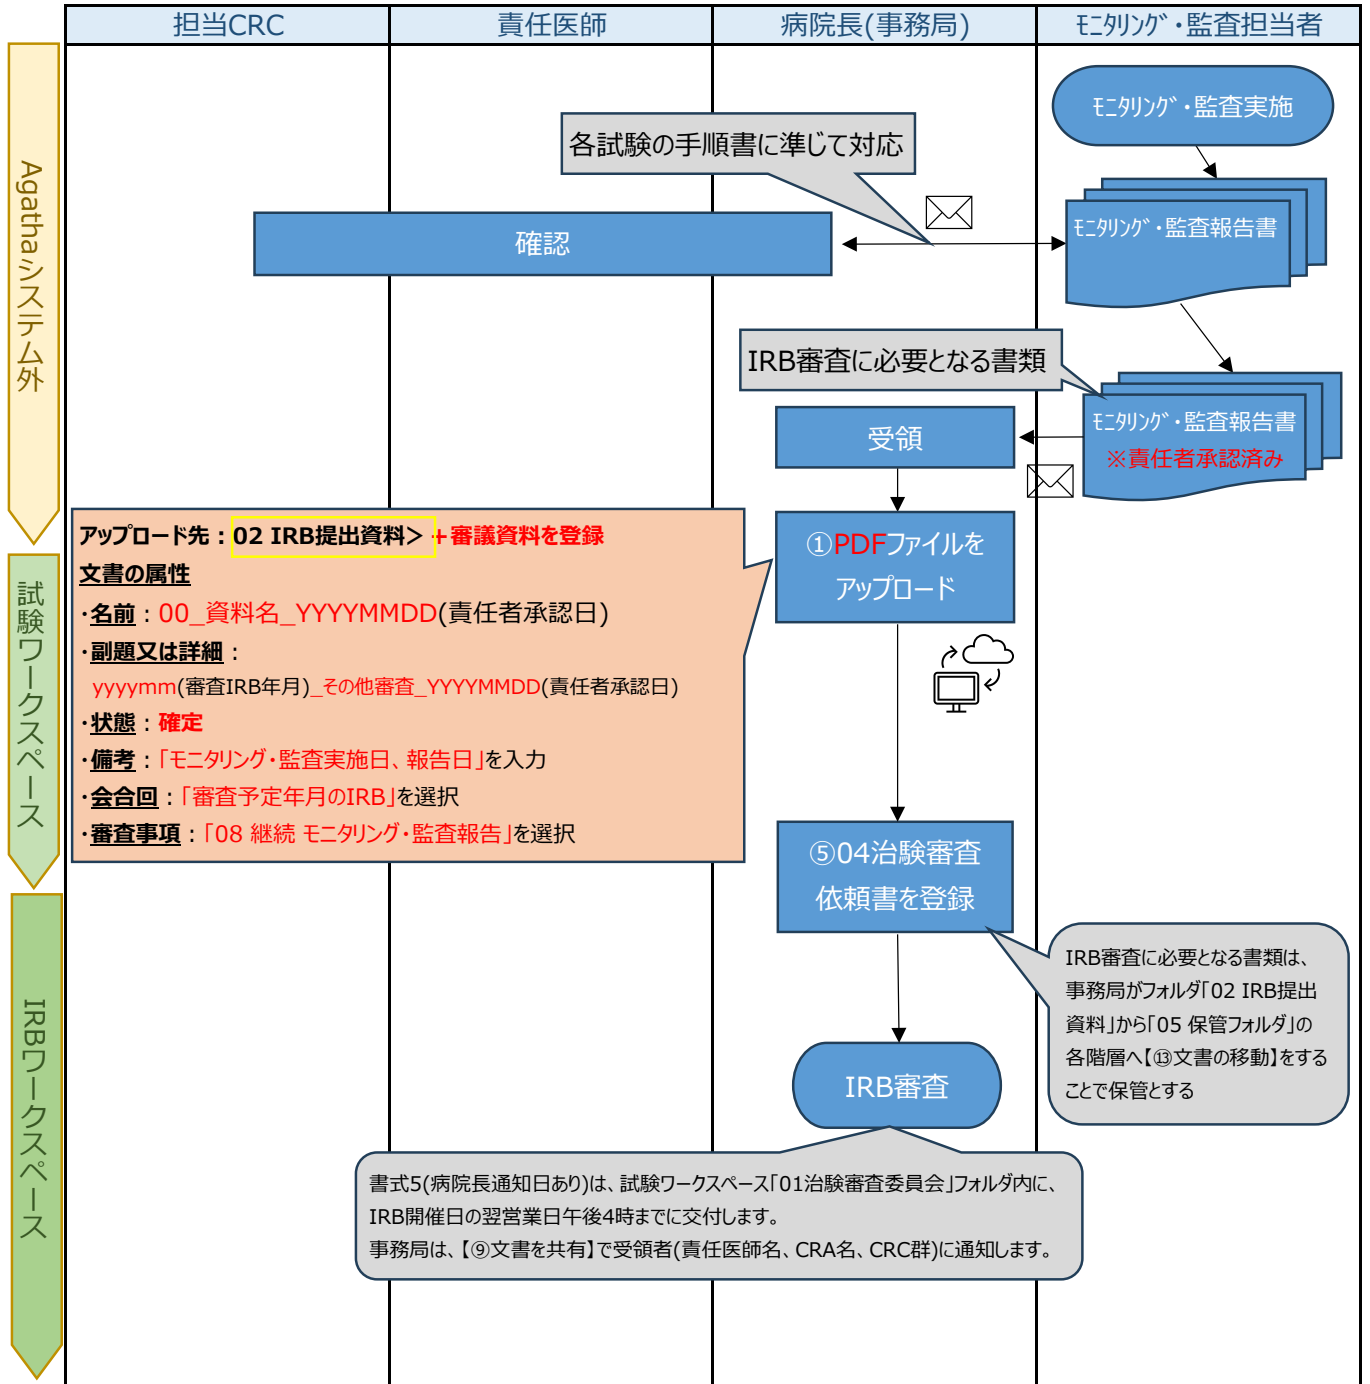 担当CRC
責任医師
病院長(事務局)
ﾓﾆﾀﾘﾝｸﾞ・監査担当者
Agathaシステム外
試験ワークスペース
IRBワークスペース
ﾓﾆﾀﾘﾝｸﾞ・監査実施
各試験の手順書に準じて対応
確認
ﾓﾆﾀﾘﾝｸﾞ・監査報告書
IRB審査に必要となる書類
受領
ﾓﾆﾀﾘﾝｸﾞ・監査報告書
※責任者承認済み
アップロード先：02 IRB提出資料> +審議資料を登録
文書の属性
・名前：00_資料名_YYYYMMDD(責任者承認日)
・副題又は詳細：
yyyymm(審査IRB年月)_その他審査_YYYYMMDD(責任者承認日)
・状態：確定
・備考：「モニタリング・監査実施日、報告日」を入力
・会合回：「審査予定年月のIRB」を選択
・審査事項：「08 継続 モニタリング・監査報告」を選択
①PDFファイルを
アップロード
⑤04治験審査
依頼書を登録
IRB審査に必要となる書類は、
事務局がフォルダ「02 IRB提出
資料」から「05 保管フォルダ」の
各階層へ【⑬文書の移動】をする
ことで保管とする
IRB審査
書式5(病院長通知日あり)は、試験ワークスペース「01治験審査委員会」フォルダ内に、
IRB開催日の翌営業日午後4時までに交付します。
事務局は、【⑨文書を共有】で受領者(責任医師名、CRA名、CRC群)に通知します。